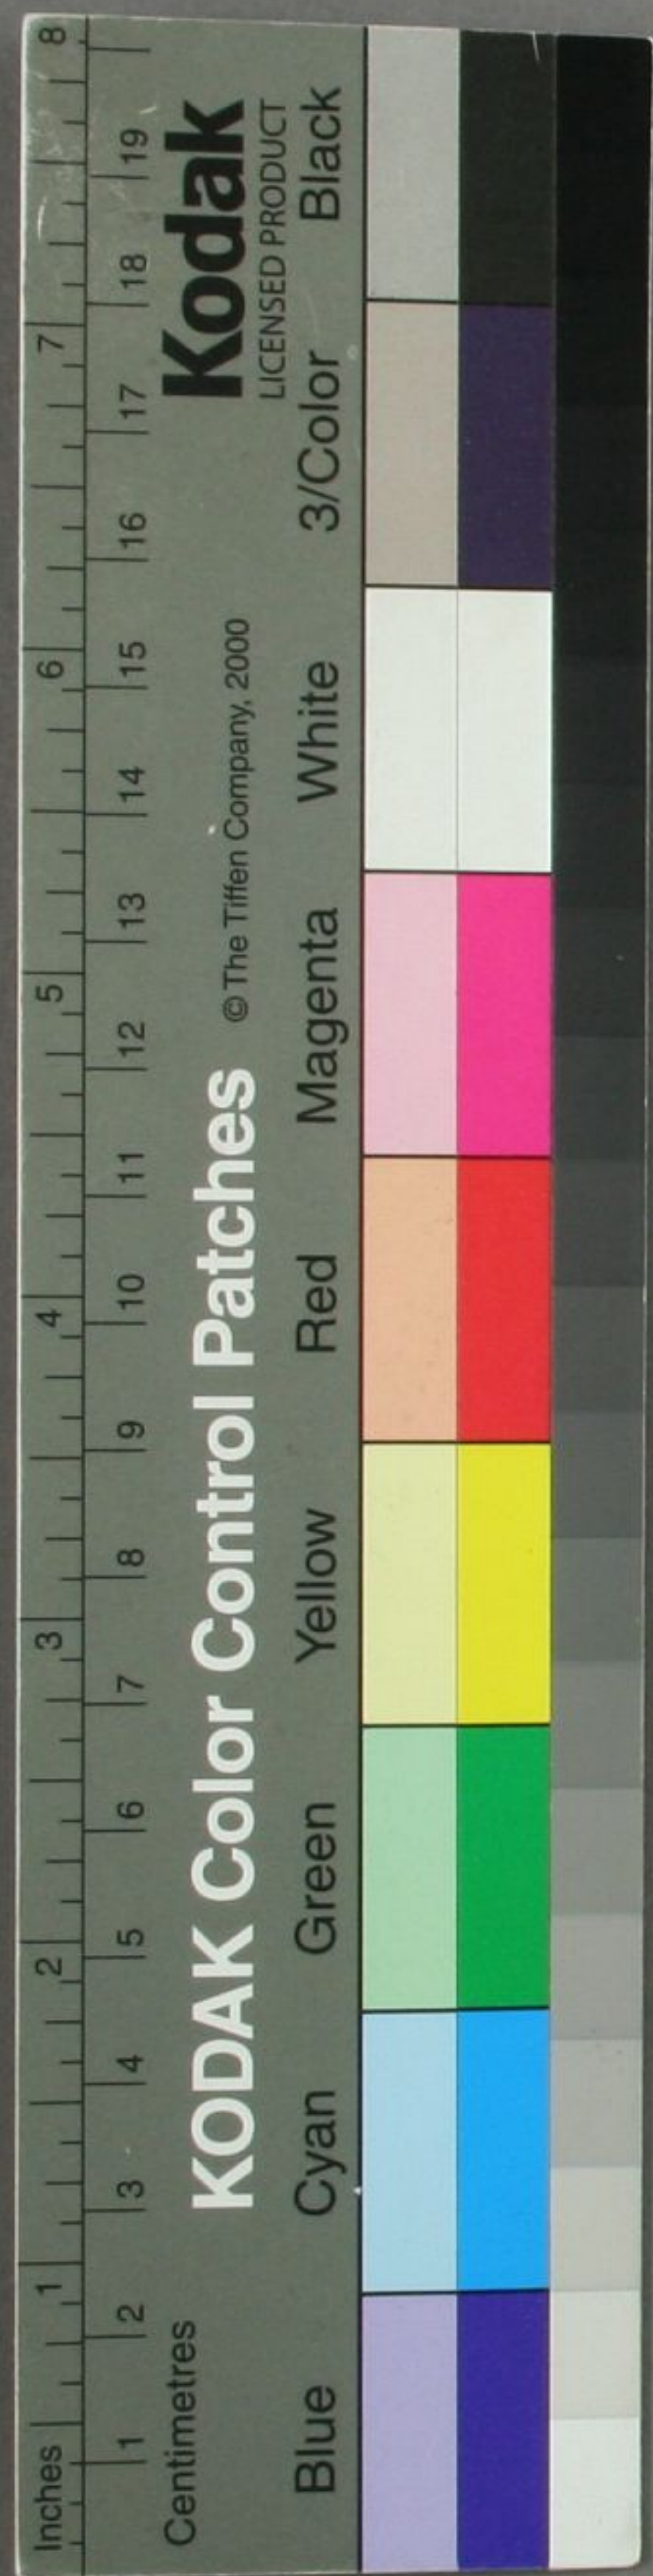 Inches 1 2 3 4 5 6 7 8
1 2 3 4 5 6 7 8 9 10 11 12 13 14 15 16 17 18 19
Centimetres
KODAK Color Control Patches
© The Tiffen Company, 2000
Kodak
LICENSED PRODUCT
Blue Cyan Green Yellow Red Magenta White 3/Color Black